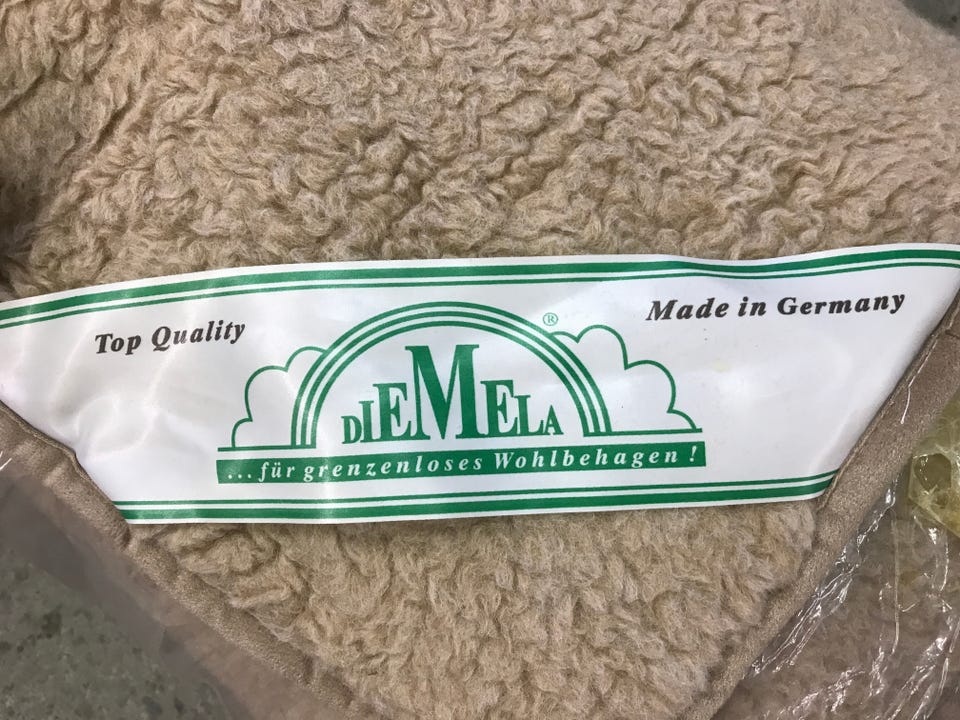 Top Quality
Made in Germany
DIEMELA®
...für grenzenloses Wohlbehagen !